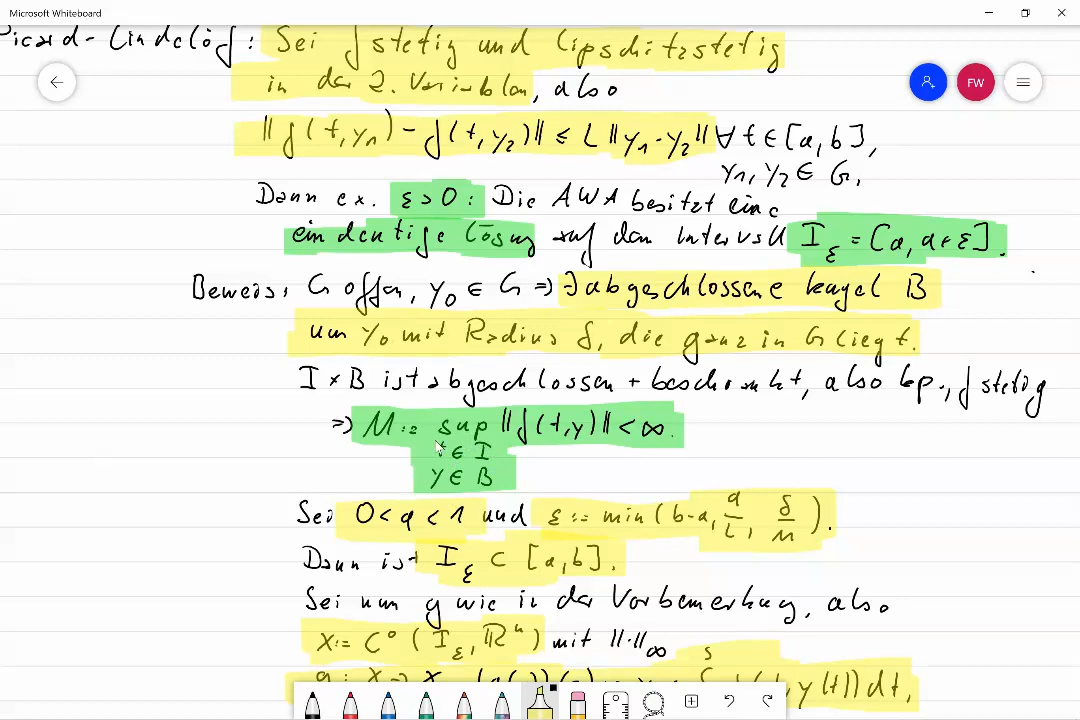 Microsoft Whiteboard
Picard-Lindelöf: Sei f stetig und Lipschitzstetig
in der 2. Variablen, also
FW
||f(t,y₁) - f(t,y₂)|| ≤ L ||y₁-y₂|| ∀ t ∈ [a,b],
y₁, y₂ ∈ G.
Dann ex. ε>0: Die AWA besitzt eine
eindeutige Lösung auf dem Intervall I_ε = [a, a+ε].
Beweis: G offen, y₀ ∈ G ⇒ ∃ abgeschlossene Kugel B
um y₀ mit Radius δ, die ganz in G liegt.
I × B ist abgeschlossen + beschränkt, also kp., f stetig
⇒ M := sup ||f(t,y)|| < ∞.
t ∈ I
y ∈ B
Sei 0<q<1 und ε := min(b-a, q/L, δ/M).
Dann ist I_ε ⊂ [a,b].
Sei nun g wie in der Vorbemerkung, also
X := C⁰(I_ε, ℝⁿ) mit ||·||_∞